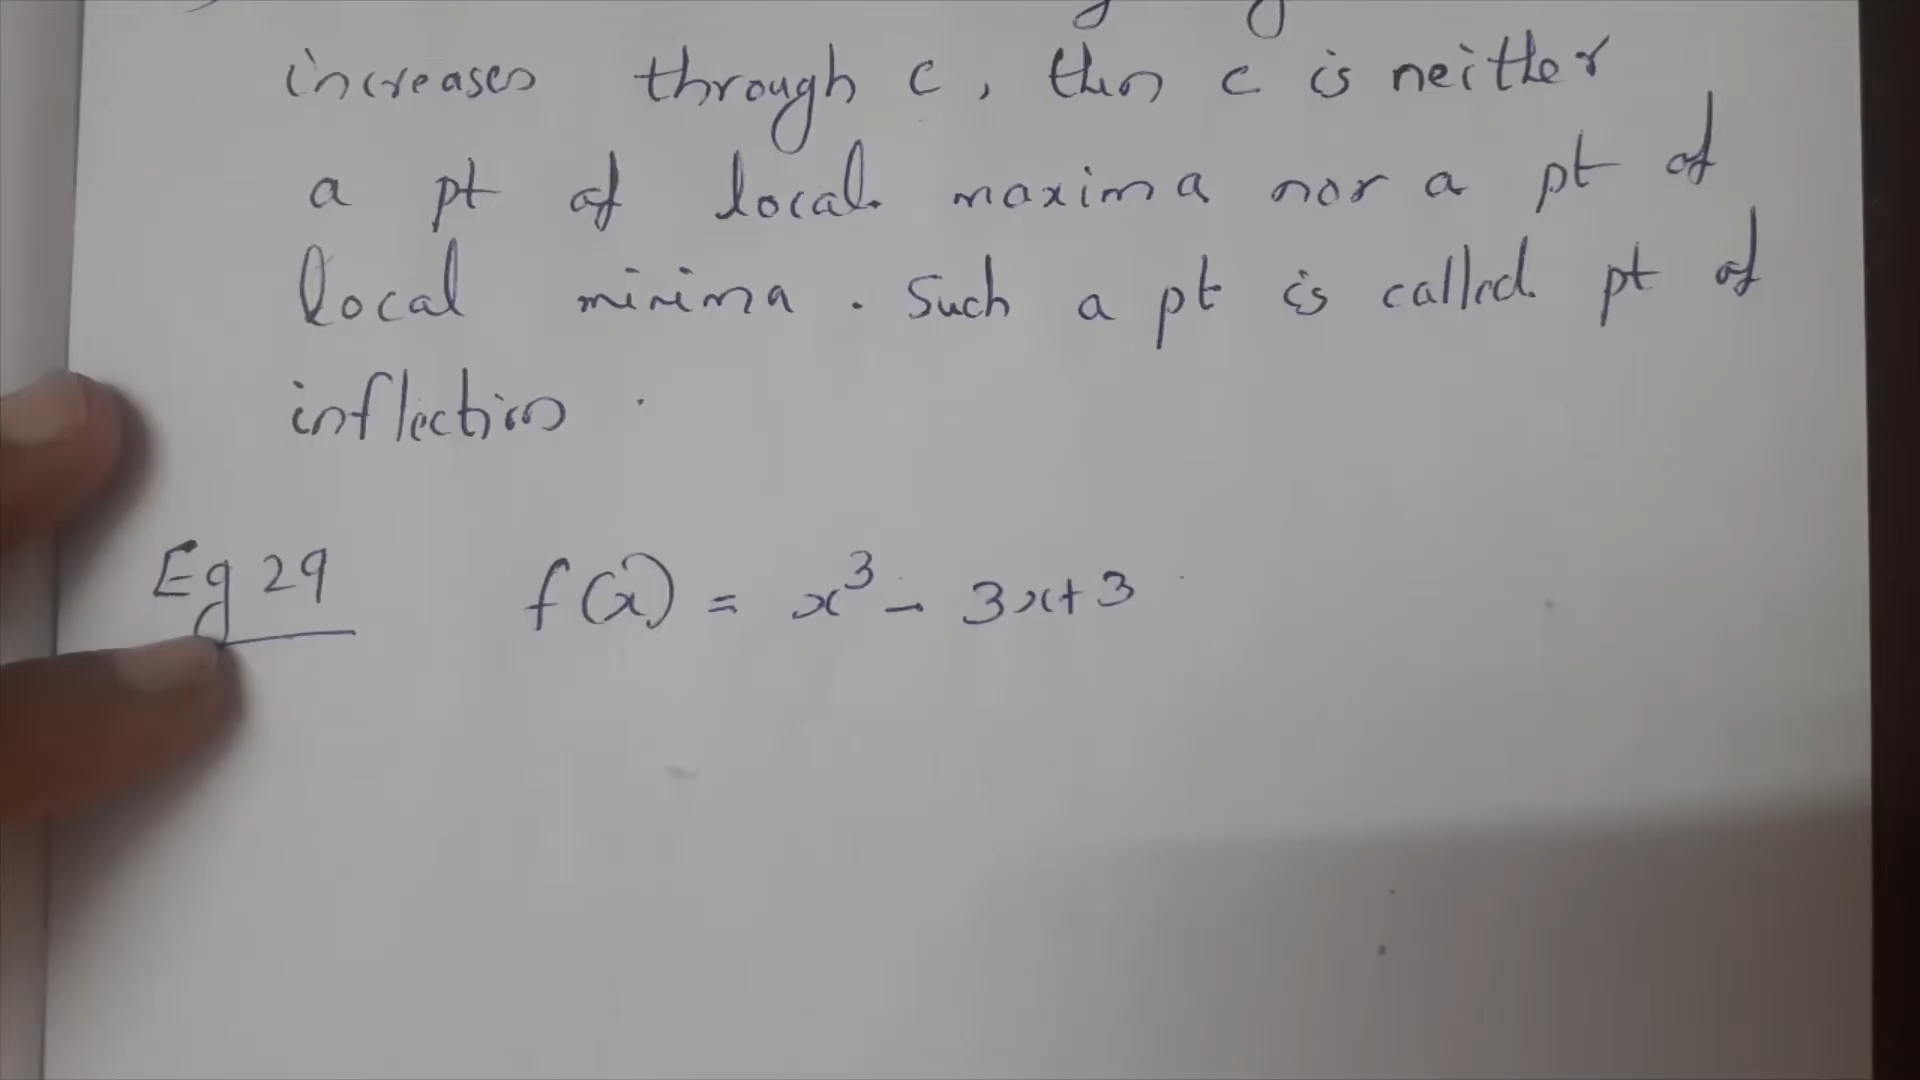 increases through c, then c is neither
a pt of local maxima nor a pt of
local minima. Such a pt is called pt of
inflection.
Eg 29 f(x) = x³ - 3x+3